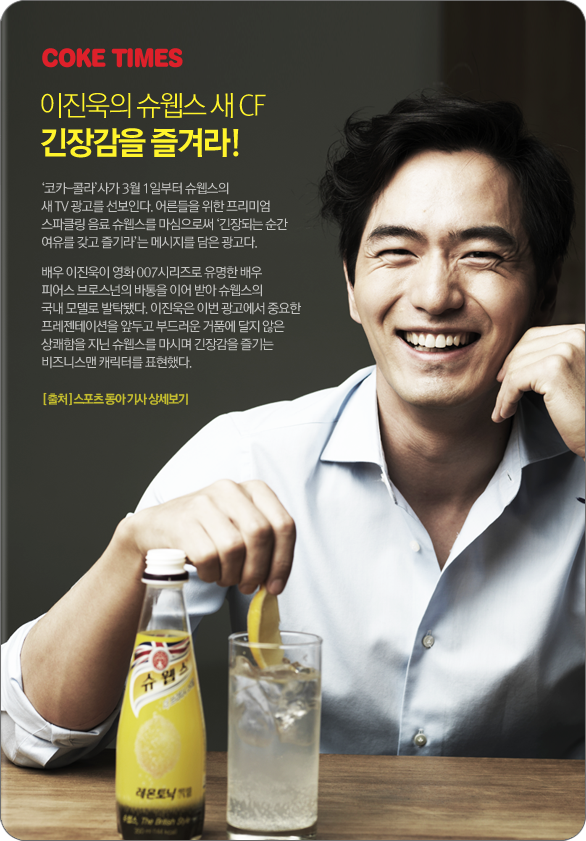 COKE TIMES
이진욱의 슈웹스 새 CF
긴장감을 즐겨라!
‘코카-콜라’사가 3월 1일부터 슈웹스의
새 TV 광고를 선보인다. 어른들을 위한 프리미엄
스파클링 음료 슈웹스를 마심으로써 ‘긴장되는 순간
여유를 갖고 즐기라’는 메시지를 담은 광고다.
배우 이진욱이 영화 007시리즈로 유명한 배우
피어스 브로스넌의 바통을 이어 받아 슈웹스의
국내 모델로 발탁됐다. 이진욱은 이번 광고에서 중요한
프레젠테이션을 앞두고 부드러운 거품에 달지 않은
상쾌함을 지닌 슈웹스를 마시며 긴장감을 즐기는
비즈니스맨 캐릭터를 표현했다.
[출처] 스포츠 동아 기사 상세보기
슈웹스
레몬토닉
The British Style